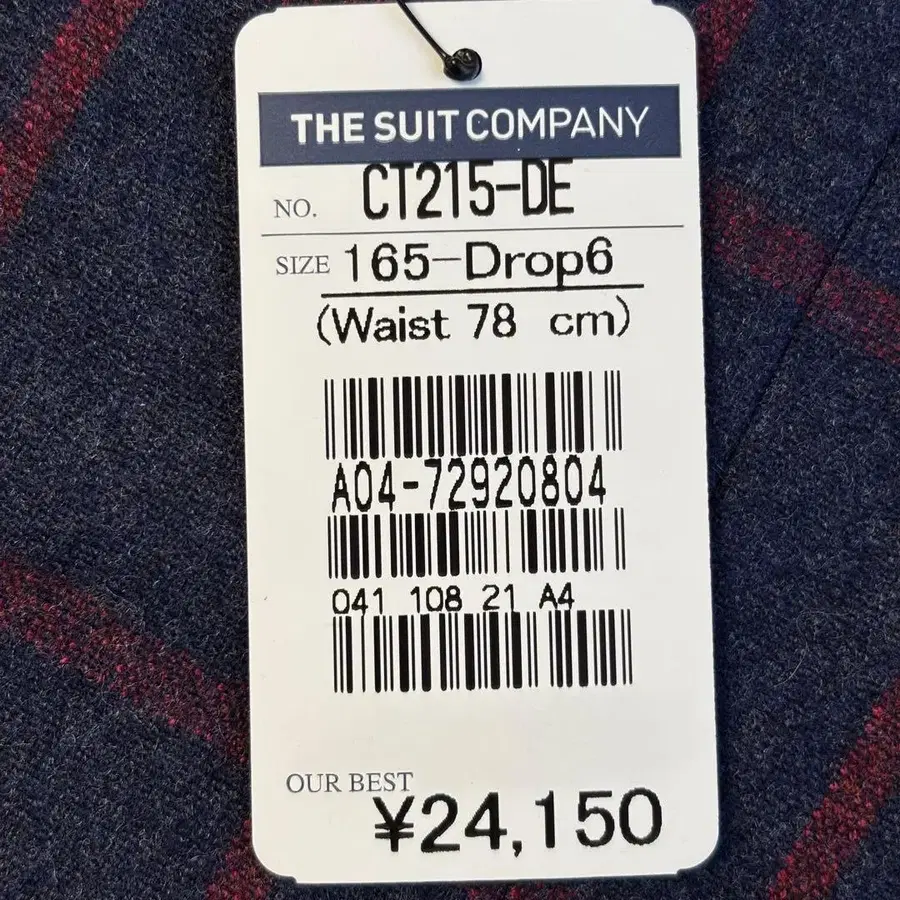 THE SUIT COMPANY
NO. CT215-DE
SIZE 165-Drop6
(Waist 78 cm)
A04-72920804
041 108 21 A4
OUR BEST
¥24,150